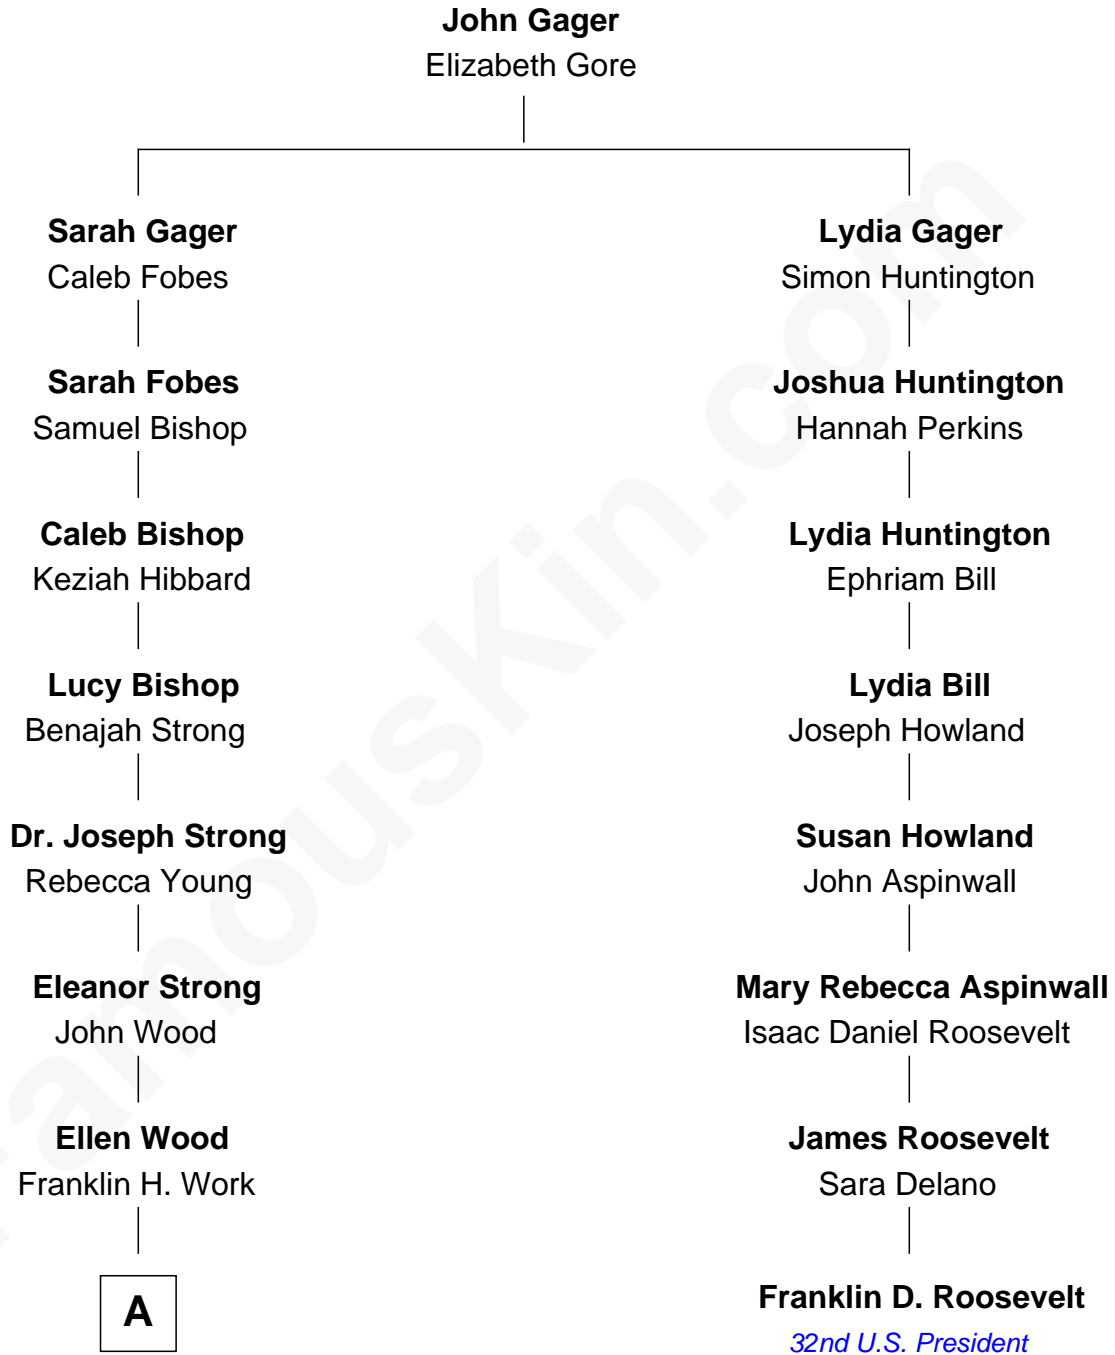 John Gager
Elizabeth Gore
Sarah Gager
Caleb Fobes
Lydia Gager
Simon Huntington
Sarah Fobes
Samuel Bishop
Joshua Huntington
Hannah Perkins
Caleb Bishop
Keziah Hibbard
Lydia Huntington
Ephriam Bill
Lucy Bishop
Benajah Strong
Lydia Bill
Joseph Howland
Dr. Joseph Strong
Rebecca Young
Susan Howland
John Aspinwall
Eleanor Strong
John Wood
Mary Rebecca Aspinwall
Isaac Daniel Roosevelt
Ellen Wood
Franklin H. Work
James Roosevelt
Sara Delano
A
Franklin D. Roosevelt
32nd U.S. President
FamousKin.com